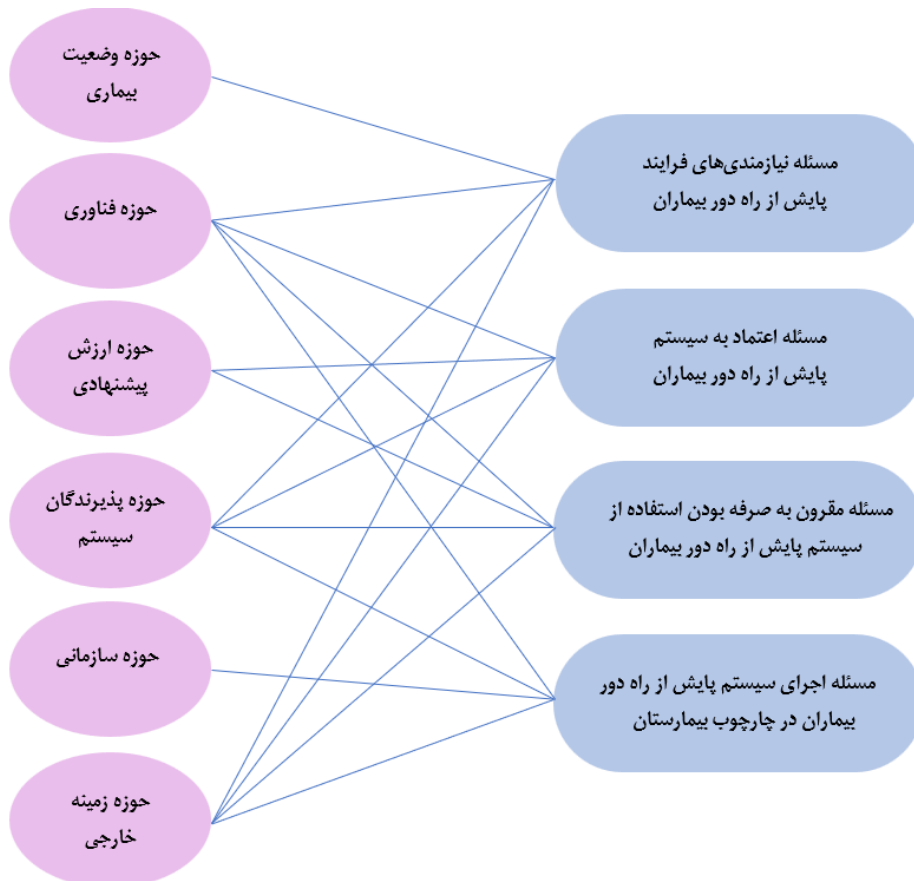 حوزه وضعیت
بیماری
حوزه فناوری
حوزه ارزش
پیشنهادی
حوزه پذیرندگان
سیستم
حوزه سازمانی
حوزه زمینه
خارجی
مسئله نیازمندی‌های فرایند
پایش از راه دور بیماران
مسئله اعتماد به سیستم
پایش از راه دور بیماران
مسئله مقرون به صرفه بودن استفاده از
سیستم پایش از راه دور بیماران
مسئله اجرای سیستم پایش از راه دور
بیماران در چارچوب بیمارستان